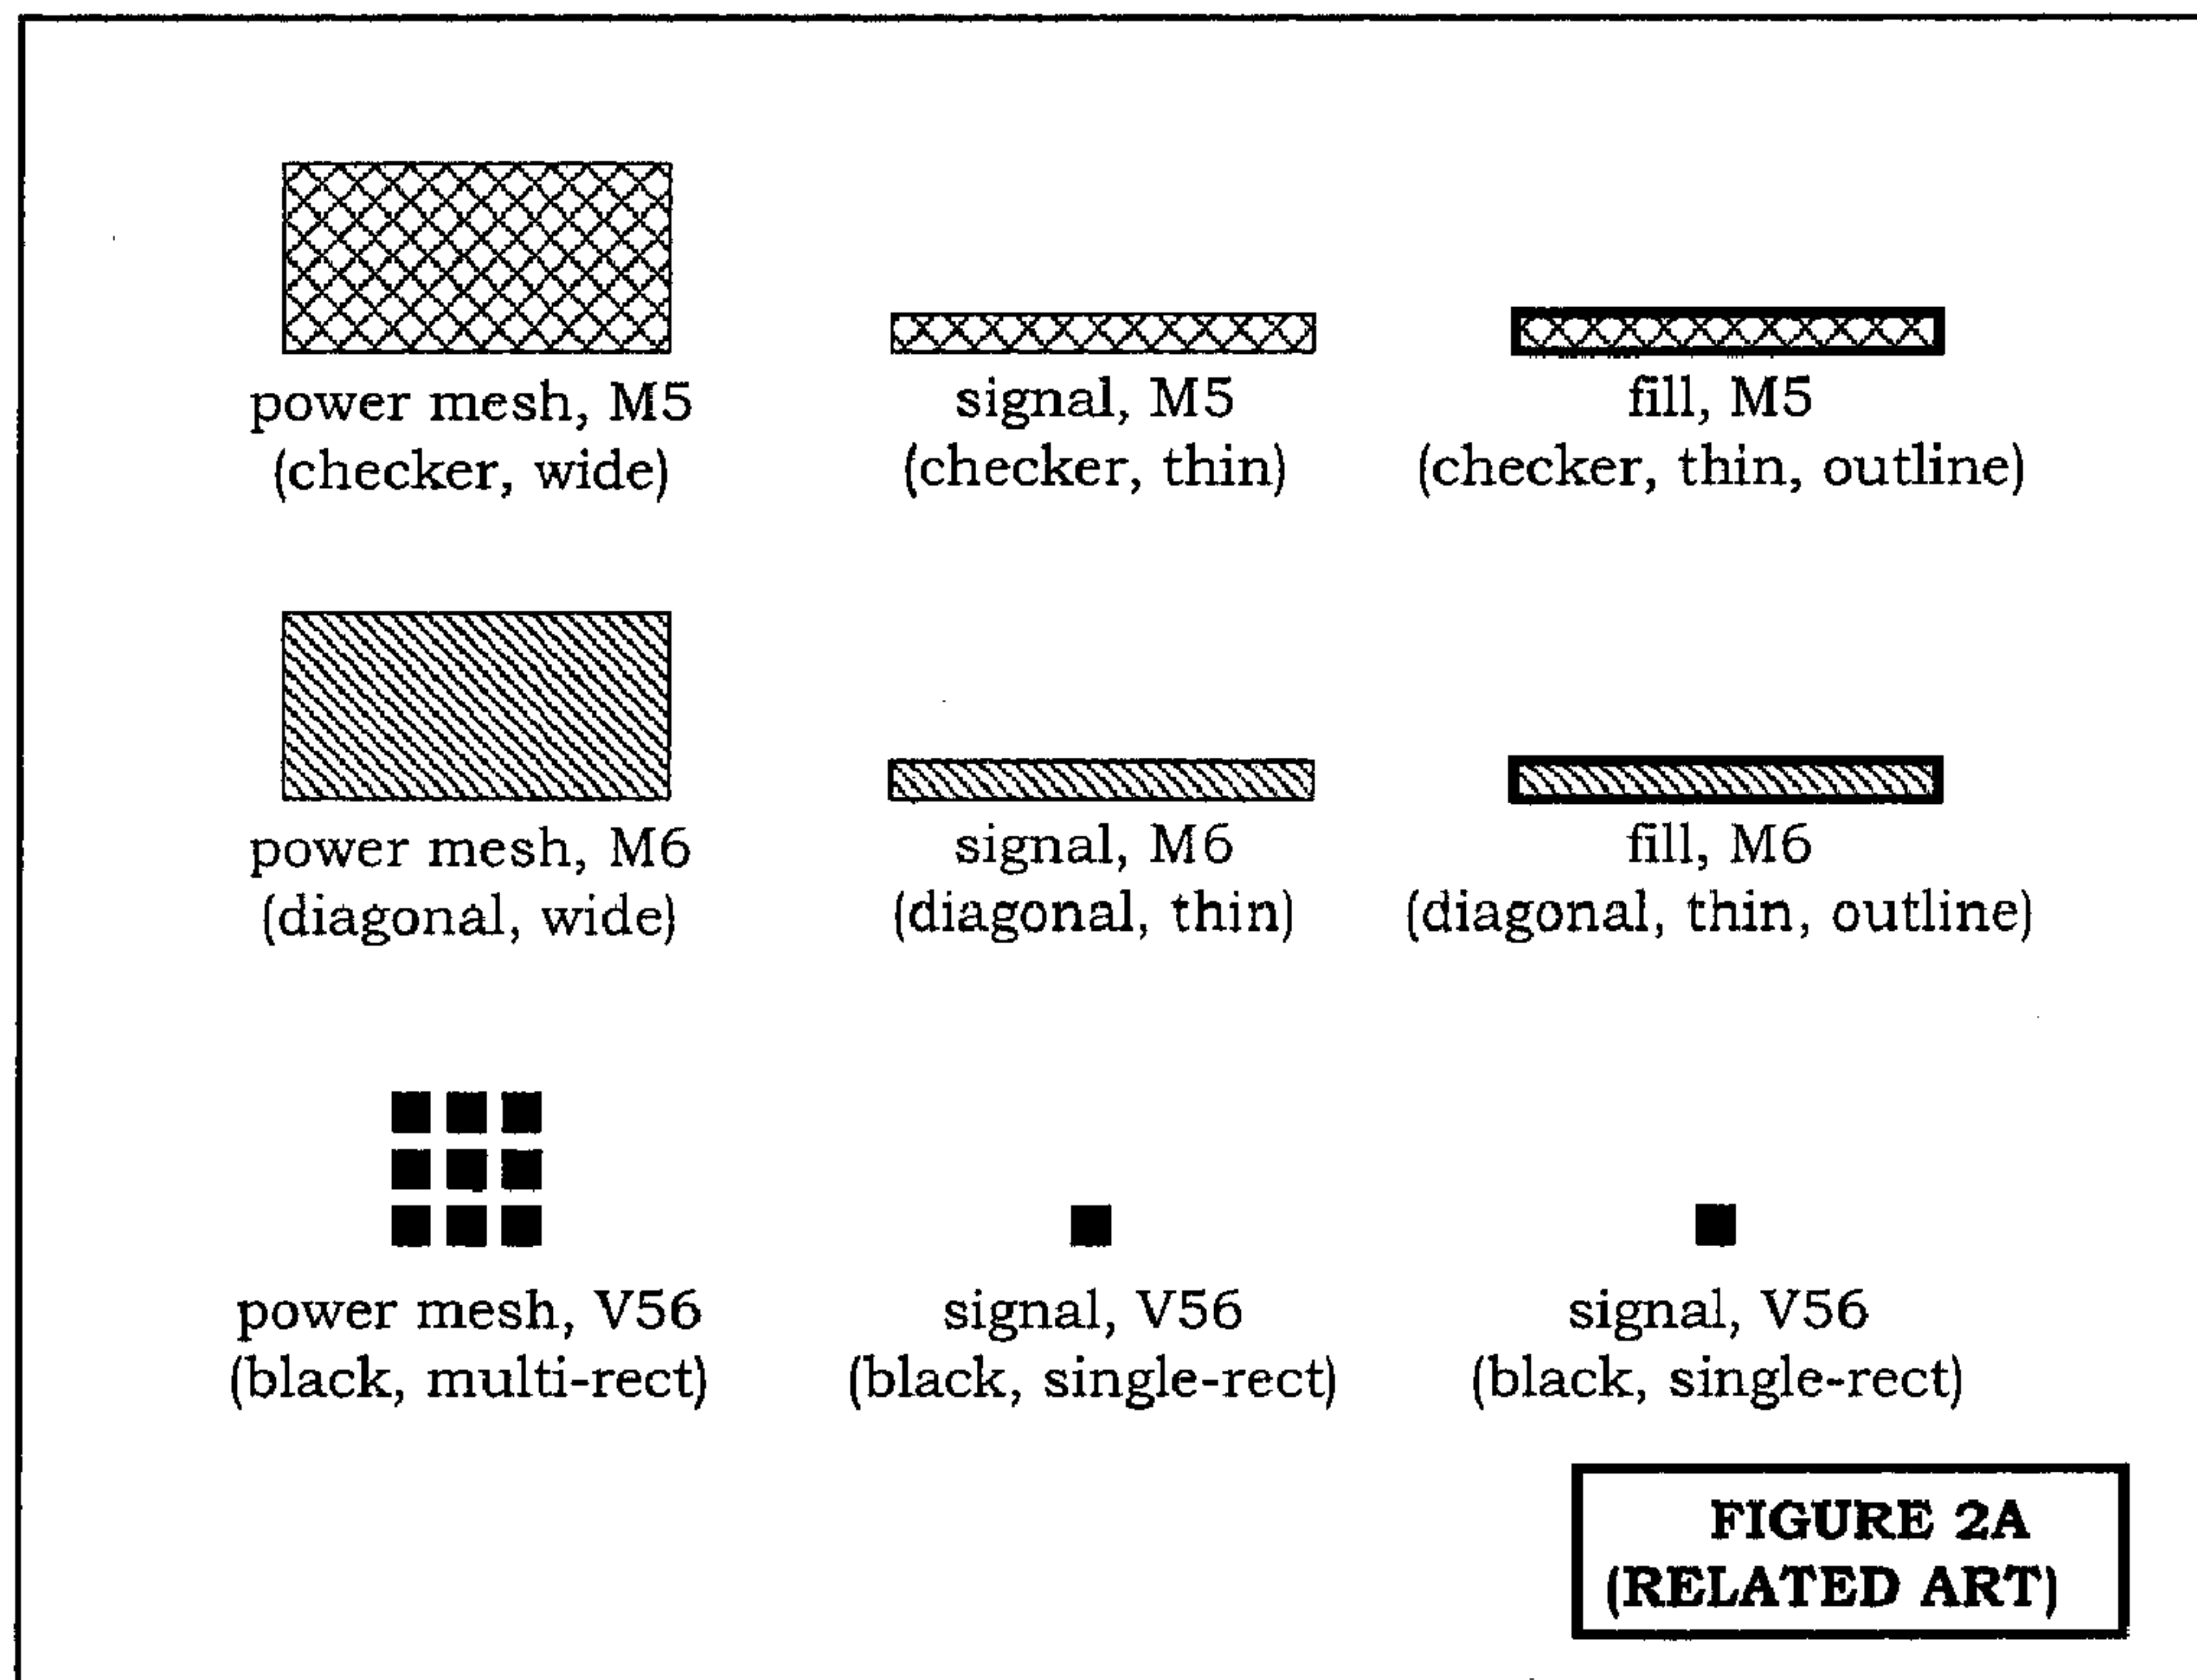 power mesh, M5
(checker, wide)
signal, M5
(checker, thin)
fill, M5
(checker, thin, outline)
power mesh, M6
(diagonal, wide)
signal, M6
(diagonal, thin)
fill, M6
(diagonal, thin, outline)
power mesh, V56
(black, multi-rect)
signal, V56
(black, single-rect)
signal, V56
(black, single-rect)
FIGURE 2A
(RELATED ART)